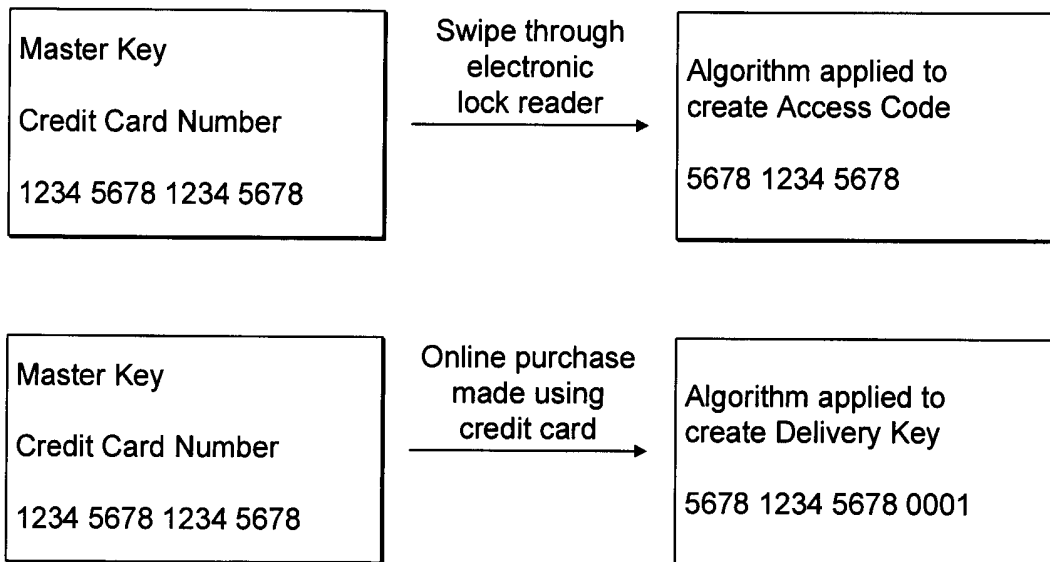 Master Key
Credit Card Number
1234 5678 1234 5678
Swipe through
electronic
lock reader
Algorithm applied to
create Access Code
5678 1234 5678
Master Key
Credit Card Number
1234 5678 1234 5678
Online purchase
made using
credit card
Algorithm applied to
create Delivery Key
5678 1234 5678 0001